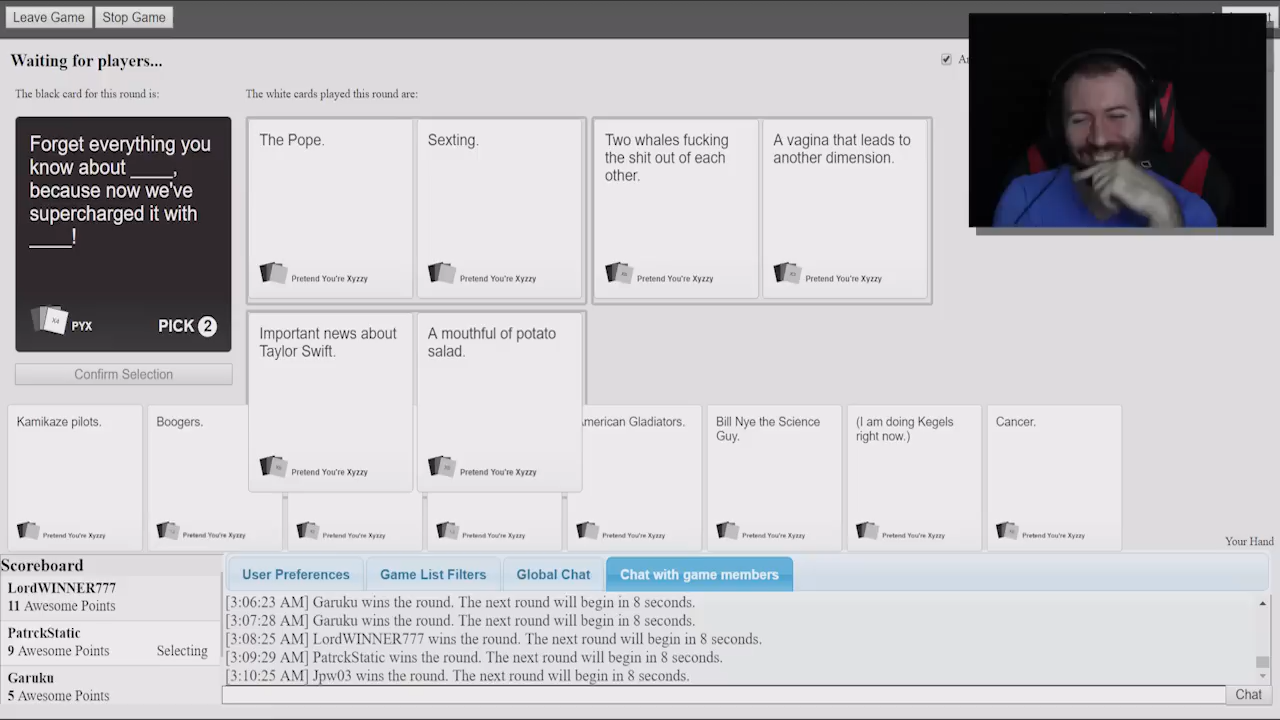 Leave Game
Stop Game
Waiting for players...
The black card for this round is:
The white cards played this round are:
Forget everything you
know about ____,
because now we've
supercharged it with
____!
PYX
PICK 2
Confirm Selection
The Pope.
Pretend You're Xyzzy
Sexting.
Pretend You're Xyzzy
Two whales fucking
the shit out of each
other.
Pretend You're Xyzzy
A vagina that leads to
another dimension.
Pretend You're Xyzzy
Important news about
Taylor Swift.
Pretend You're Xyzzy
A mouthful of potato
salad.
Pretend You're Xyzzy
Kamikaze pilots.
Pretend You're Xyzzy
Boogers.
Pretend You're Xyzzy
Pretend You're Xyzzy
Pretend You're Xyzzy
merican Gladiators.
Pretend You're Xyzzy
Bill Nye the Science
Guy.
Pretend You're Xyzzy
(I am doing Kegels
right now.)
Pretend You're Xyzzy
Cancer.
Pretend You're Xyzzy
Your Hand
Scoreboard
LordWINNER777
11 Awesome Points
PatrckStatic
9 Awesome Points
Selecting
Garuku
5 Awesome Points
User Preferences
Game List Filters
Global Chat
Chat with game members
[3:06:23 AM] Garuku wins the round. The next round will begin in 8 seconds.
[3:07:28 AM] Garuku wins the round. The next round will begin in 8 seconds.
[3:08:25 AM] LordWINNER777 wins the round. The next round will begin in 8 seconds.
[3:09:29 AM] PatrckStatic wins the round. The next round will begin in 8 seconds.
[3:10:25 AM] Jpw03 wins the round. The next round will begin in 8 seconds.
Chat